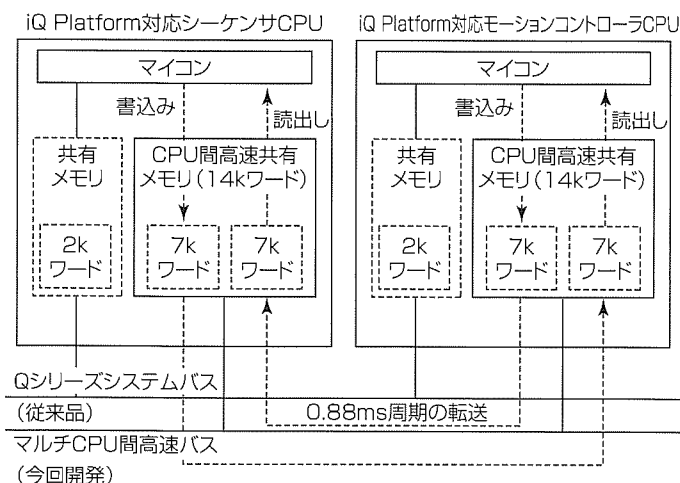 iQ Platform対応シーケンサCPU
iQ Platform対応モーションコントローラCPU
マイコン
書込み
読出し
共有
メモリ
CPU間高速共有
メモリ(14kワード)
2k
ワード
7k
ワード
7k
ワード
マイコン
書込み
読出し
共有
メモリ
CPU間高速共有
メモリ(14kワード)
2k
ワード
7k
ワード
7k
ワード
Qシリーズシステムバス
(従来品)
0.88ms周期の転送
マルチCPU間高速バス
(今回開発)